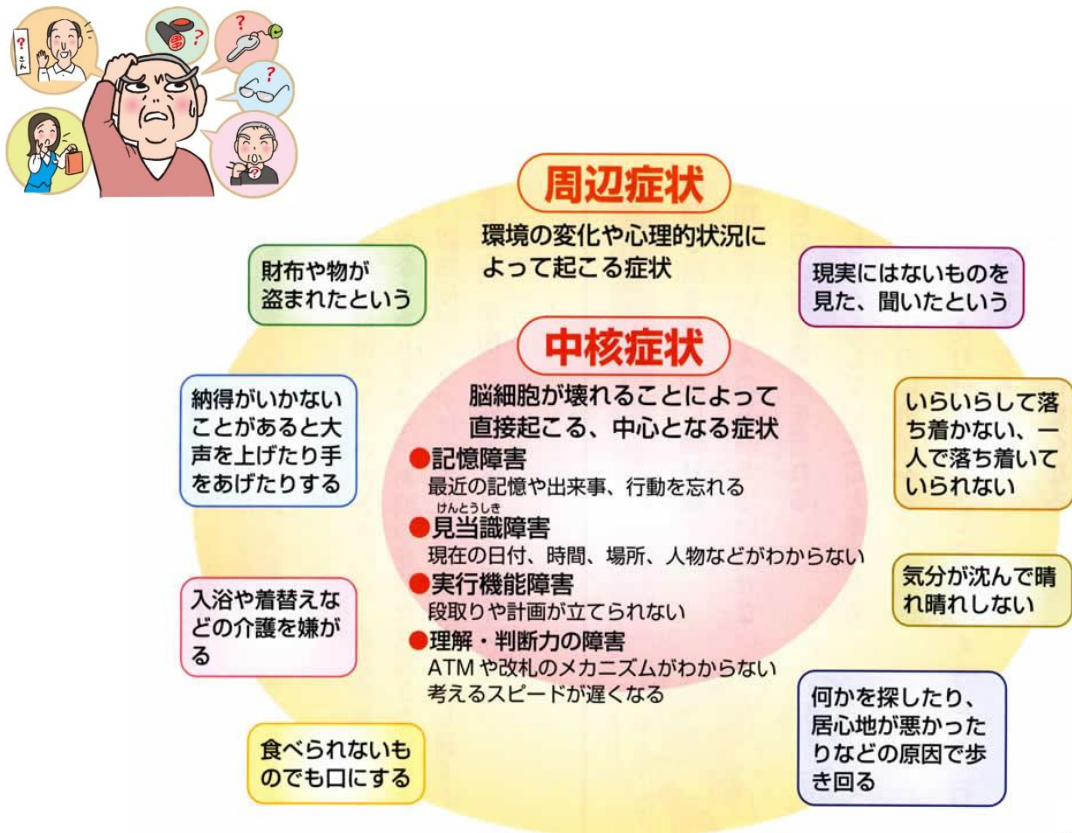 ?
さん
?
?
?
?
周辺症状
環境の変化や心理的状況に
よって起こる症状
財布や物が
盗まれたという
現実にはないものを
見た、聞いたという
中核症状
脳細胞が壊れることによって
直接起こる、中心となる症状
●記憶障害
最近の記憶や出来事、行動を忘れる
けんとうしき
●見当識障害
現在の日付、時間、場所、人物などがわからない
●実行機能障害
段取りや計画が立てられない
●理解・判断力の障害
ATMや改札のメカニズムがわからない
考えるスピードが遅くなる
納得がいかない
ことがあると大
声を上げたり手
をあげたりする
いらいらして落
ち着かない、一
人で落ち着いて
いられない
入浴や着替えな
どの介護を嫌が
る
気分が沈んで晴
れ晴れしない
食べられないも
のでも口にする
何かを探したり、
居心地が悪かった
りなどの原因で歩
き回る